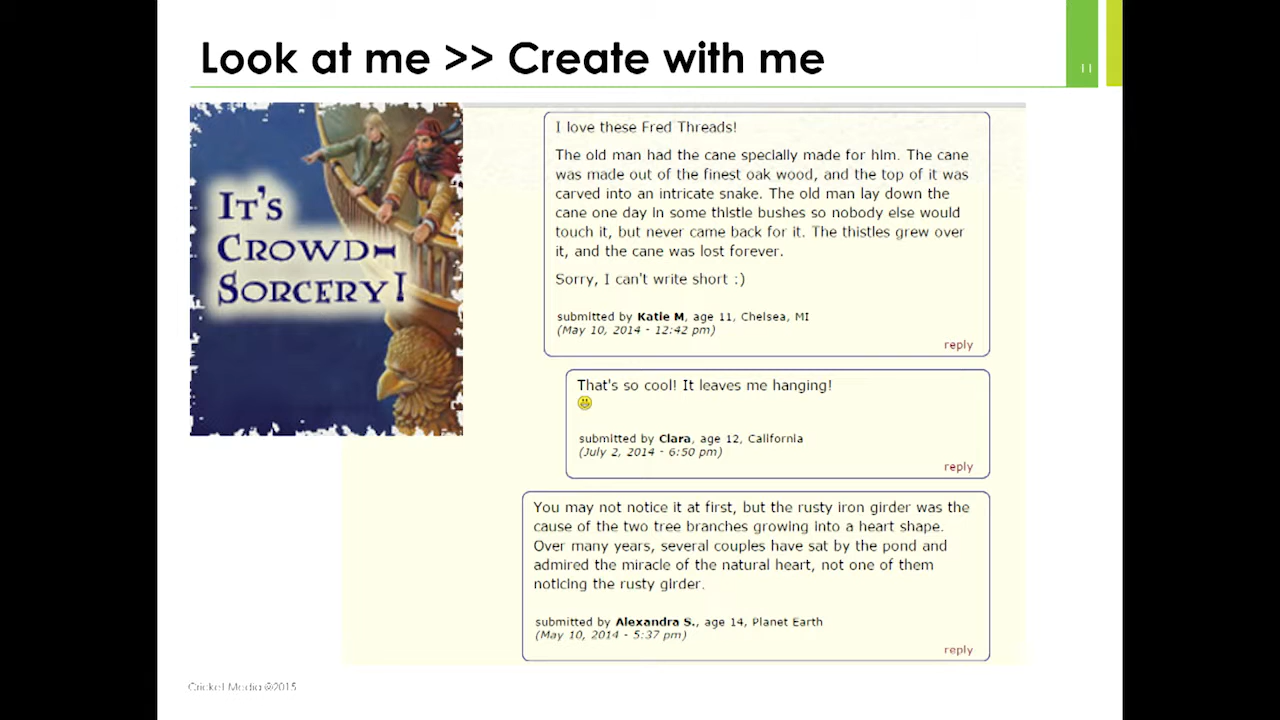 Look at me >> Create with me
11
IT'S
CROWD-
SORCERY!
I love these Fred Threads!
The old man had the cane specially made for him. The cane
was made out of the finest oak wood, and the top of it was
carved into an intricate snake. The old man lay down the
cane one day in some thistle bushes so nobody else would
touch it, but never came back for it. The thistles grew over
it, and the cane was lost forever.
Sorry, I can't write short :)
submitted by Katie M, age 11, Chelsea, MI
(May 10, 2014 - 12:42 pm)
reply
That's so cool! It leaves me hanging!
submitted by Clara, age 12, California
(July 2, 2014 - 6:50 pm)
reply
You may not notice it at first, but the rusty iron girder was the
cause of the two tree branches growing into a heart shape.
Over many years, several couples have sat by the pond and
admired the miracle of the natural heart, not one of them
noticing the rusty girder.
submitted by Alexandra S., age 14, Planet Earth
(May 10, 2014 - 5:37 pm)
reply
Cricket Media ©2015